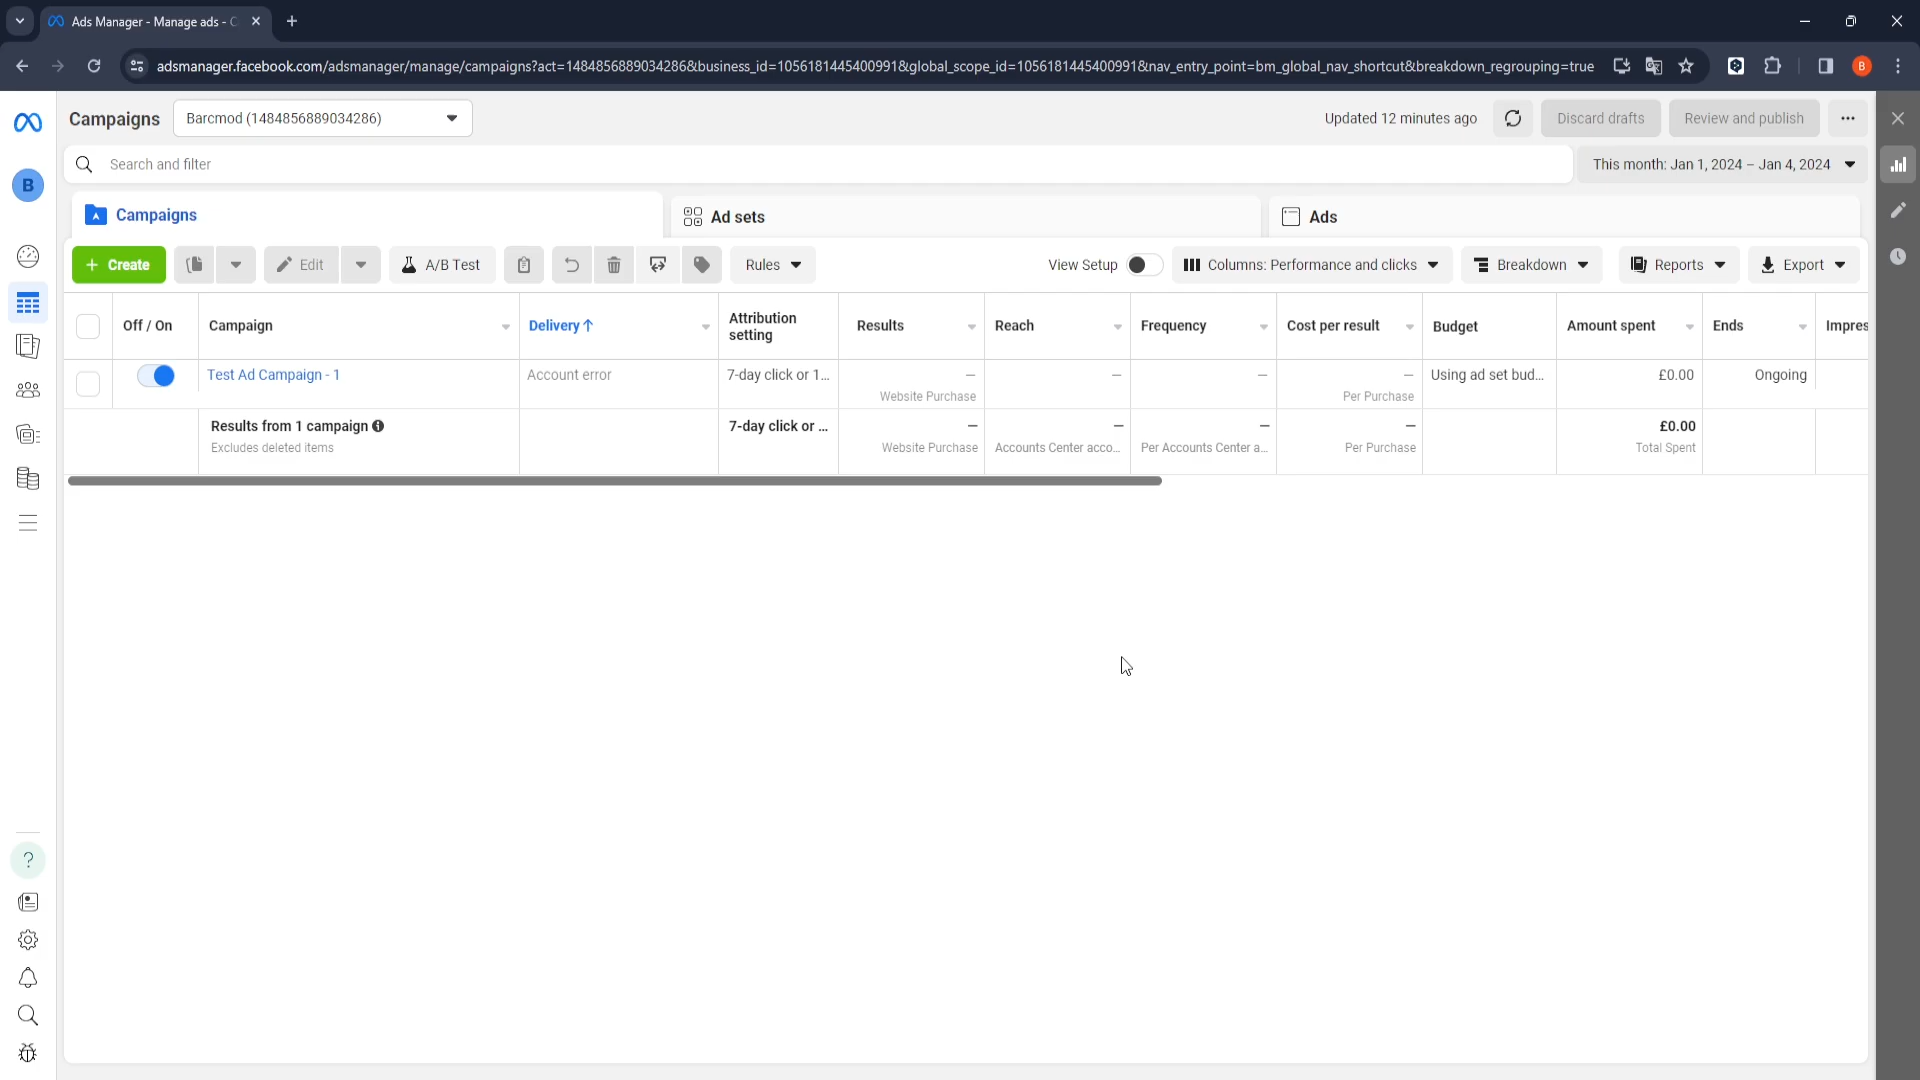 Ads Manager - Manage ads - C
adsmanager.facebook.com/adsmanager/manage/campaigns?act=1484856889034286&business_id=1056181445400991&global_scope_id=1056181445400991&nav_entry_point=bm_global_nav_shortcut&breakdown_regrouping=true
B
Campaigns
Barcmod (1484856889034286)
Updated 12 minutes ago
Discard drafts
Review and publish
Search and filter
This month: Jan 1, 2024 – Jan 4, 2024
B
Campaigns
Ad sets
Ads
+ Create
Edit
A/B Test
Rules
View Setup
Columns: Performance and clicks
Breakdown
Reports
Export
Off / On
Campaign
Delivery ↑
Attribution
setting
Results
Reach
Frequency
Cost per result
Budget
Amount spent
Ends
Impres
Test Ad Campaign - 1
Account error
7-day click or 1...
—
Website Purchase
—
—
—
Per Purchase
Using ad set bud...
£0.00
Ongoing
Results from 1 campaign
Excludes deleted items
7-day click or ...
—
Website Purchase
—
Accounts Center acco...
—
Per Accounts Center a...
—
Per Purchase
£0.00
Total Spent
?